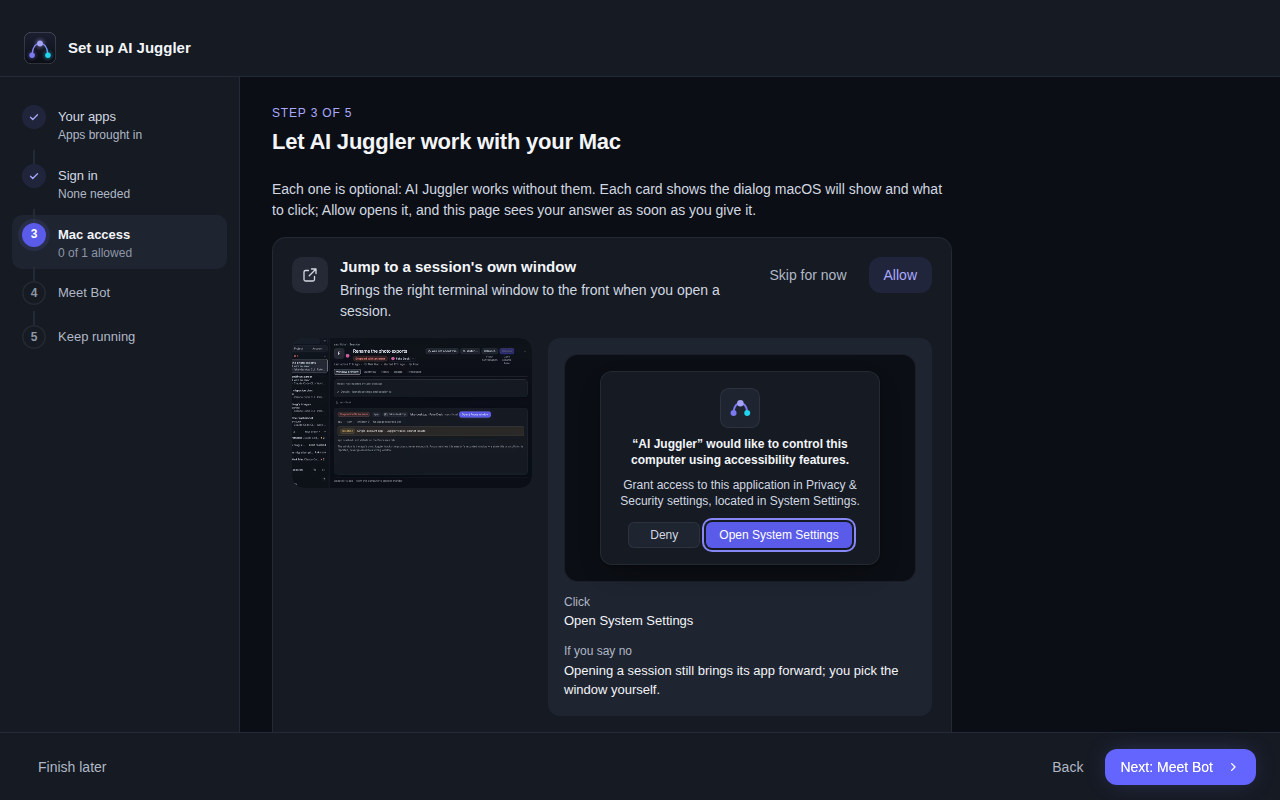 Set up AI Juggler
Your apps
Apps brought in
Sign in
None needed
3
Mac access
0 of 1 allowed
4
Meet Bot
5
Keep running
STEP 3 OF 5
Let AI Juggler work with your Mac
Each one is optional: AI Juggler works without them. Each card shows the dialog macOS will show and what
to click; Allow opens it, and this page sees your answer as soon as you give it.
Jump to a session's own window
Brings the right terminal window to the front when you open a
session.
Skip for now
Allow
Rename the photo exports
“AI Juggler” would like to control this
computer using accessibility features.
Grant access to this application in Privacy &
Security settings, located in System Settings.
Deny
Open System Settings
Click
Open System Settings
If you say no
Opening a session still brings its app forward; you pick the
window yourself.
Finish later
Back
Next: Meet Bot